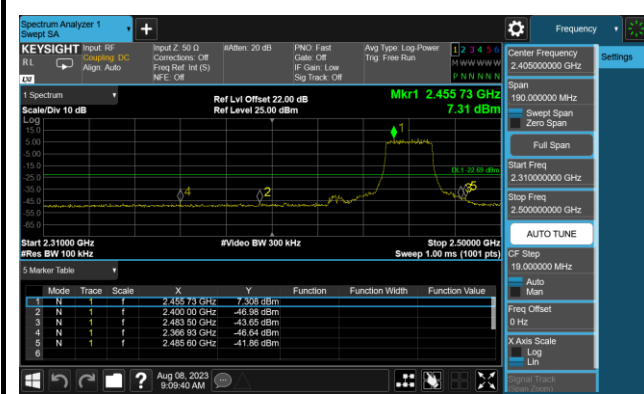 Spectrum Analyzer 1
Swept SA
+
Frequency
KEYSIGHT
RL
LXI
Input: RF
Coupling: DC
Align: Auto
Input Z: 50 Ω
Corrections: Off
Freq Ref: Int (S)
NFE: Off
#Atten: 20 dB
PNO: Fast
Gate: Off
IF Gain: Low
Sig Track: Off
Avg Type: Log-Power
Trig: Free Run
1 2 3 4 5 6
M W W W W W
P N N N N N
1 Spectrum
Scale/Div 10 dB
Ref Lvl Offset 22.00 dB
Ref Level 25.00 dBm
Mkr1 2.455 73 GHz
7.31 dBm
Log
15.0
5.00
-5.00
-15.0
-25.0
-35.0
-45.0
-55.0
-65.0
1
DL1 -22.69 dBm
4
2
3
5
Start 2.31000 GHz
#Video BW 300 kHz
Stop 2.50000 GHz
#Res BW 100 kHz
Sweep 1.00 ms (1001 pts)
5 Marker Table
Mode Trace Scale X Y Function Function Width Function Value
1 N 1 f 2.455 73 GHz 7.308 dBm
2 N 1 f 2.400 00 GHz -46.98 dBm
3 N 1 f 2.483 50 GHz -43.65 dBm
4 N 1 f 2.366 93 GHz -46.64 dBm
5 N 1 f 2.485 60 GHz -41.86 dBm
6
?
Aug 08, 2023
9:09:40 AM
Center Frequency
2.405000000 GHz
Settings
Span
190.000000 MHz
Swept Span
Zero Span
Full Span
Start Freq
2.310000000 GHz
Stop Freq
2.500000000 GHz
AUTO TUNE
CF Step
19.000000 MHz
Auto
Man
Freq Offset
0 Hz
X Axis Scale
Log
Lin
Signal Track
(Span Zoom)